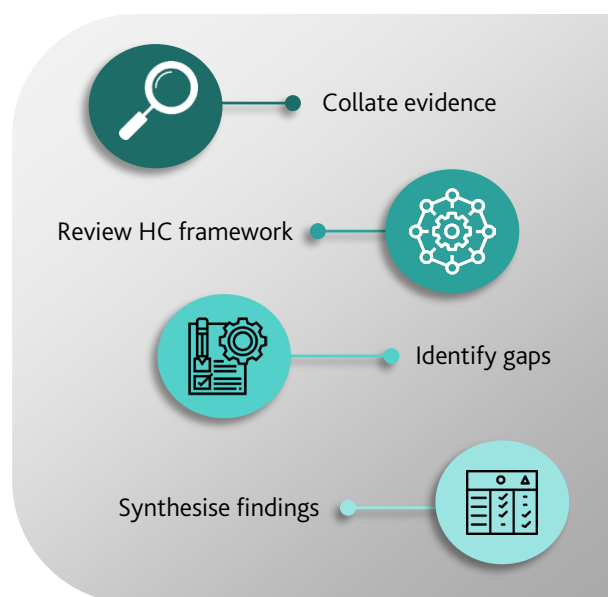 Collate evidence
Review HC framework
Identify gaps
Synthesise findings